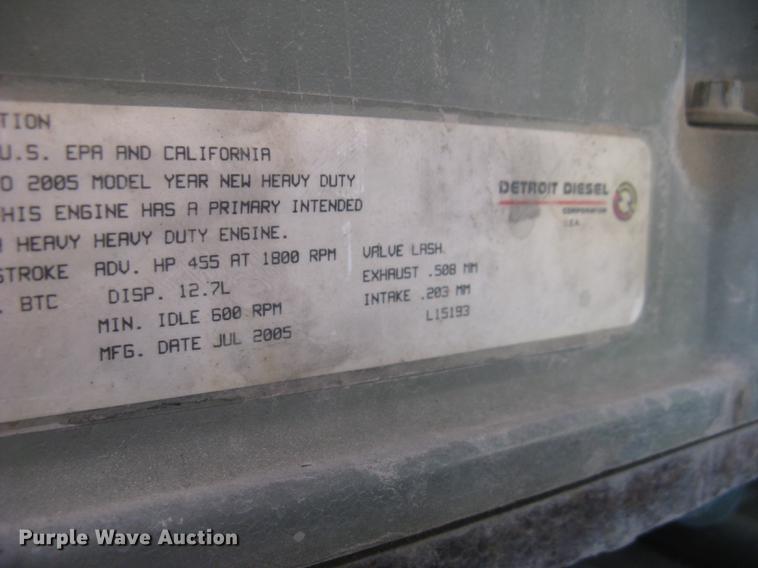 TION
U.S. EPA AND CALIFORNIA
O 2005 MODEL YEAR NEW HEAVY DUTY
HIS ENGINE HAS A PRIMARY INTENDED
HEAVY HEAVY DUTY ENGINE.
STROKE ADV. HP 455 AT 1800 RPM
. BTC DISP. 12.7L
MIN. IDLE 600 RPM
MFG. DATE JUL 2005
VALVE LASH.
EXHAUST .508 MM
INTAKE .203 MM
L15193
DETROIT DIESEL
CORPORATION
U.S.A.
Purple Wave Auction